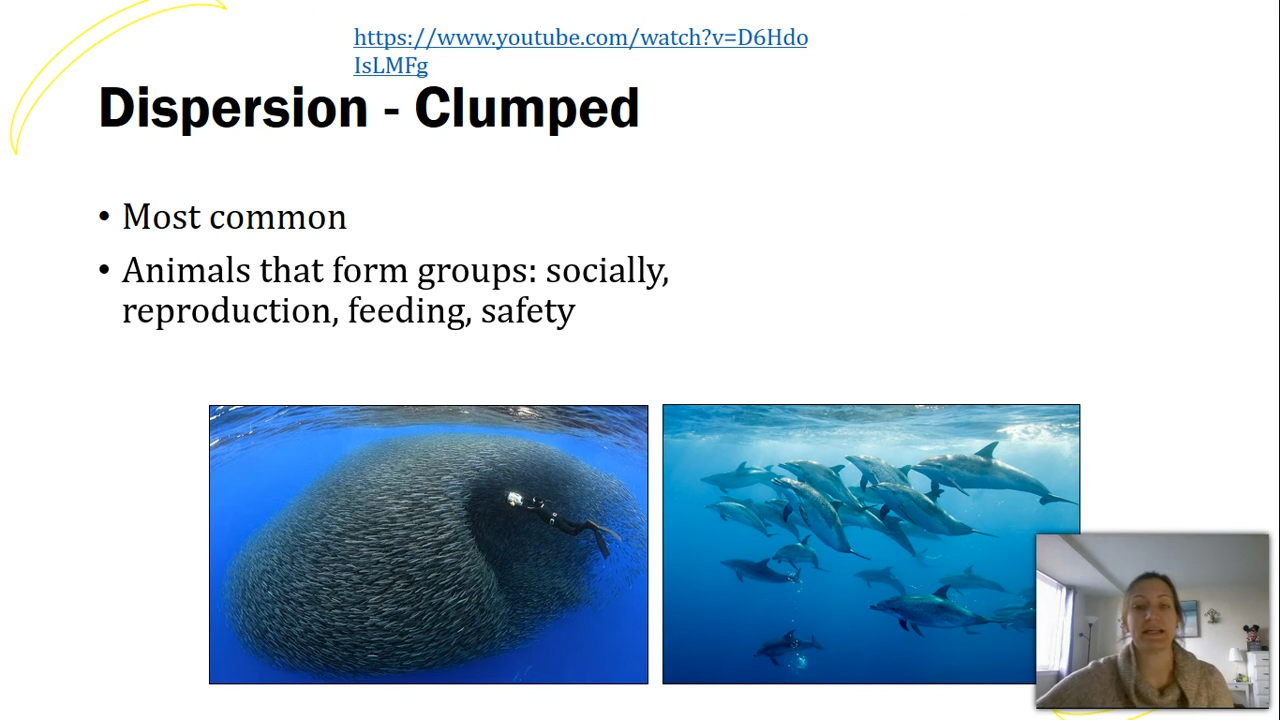 https://www.youtube.com/watch?v=D6Hdo
IsLMFg
Dispersion - Clumped
• Most common
• Animals that form groups: socially,
reproduction, feeding, safety